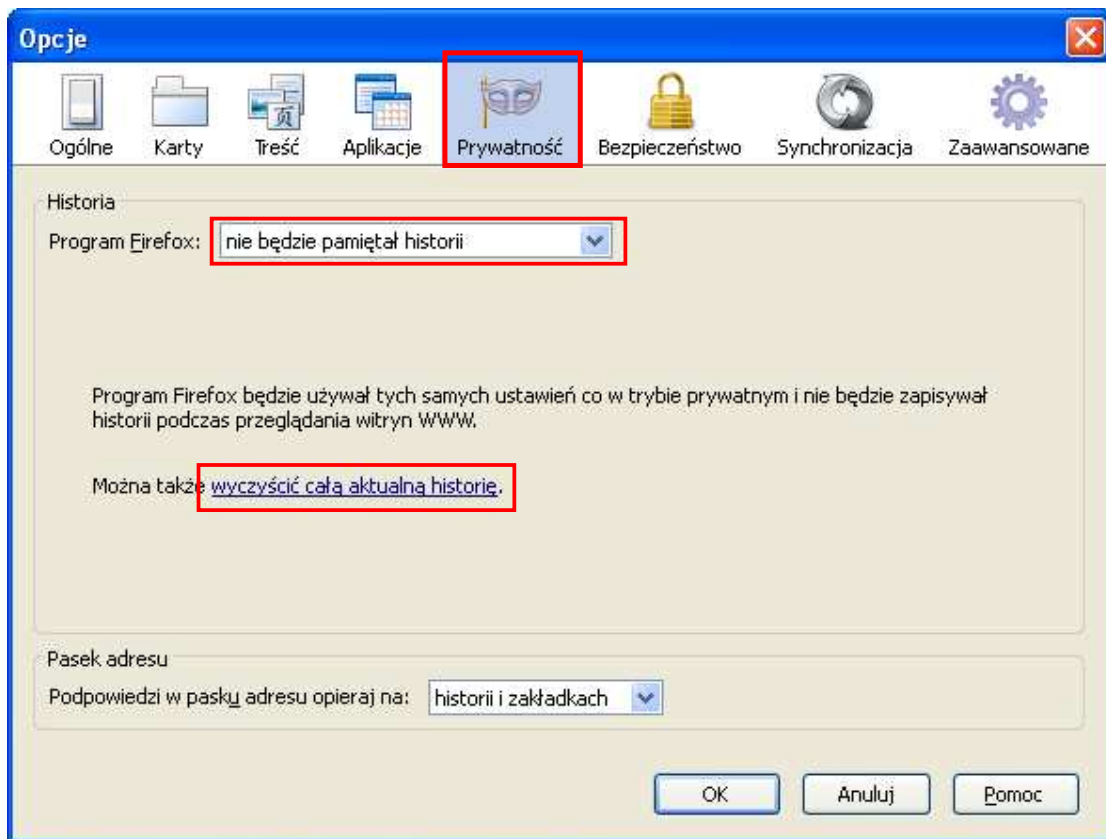 Opcje
Ogólne Karty Treść Aplikacje Prywatność Bezpieczeństwo Synchronizacja Zaawansowane
Historia
Program Firefox: nie będzie pamiętał historii
Program Firefox będzie używał tych samych ustawień co w trybie prywatnym i nie będzie zapisywał
historii podczas przeglądania witryn WWW.
Można także wyczyścić całą aktualną historię.
Pasek adresu
Podpowiedzi w pasku adresu opieraj na: historii i zakładkach
OK Anuluj Pomoc